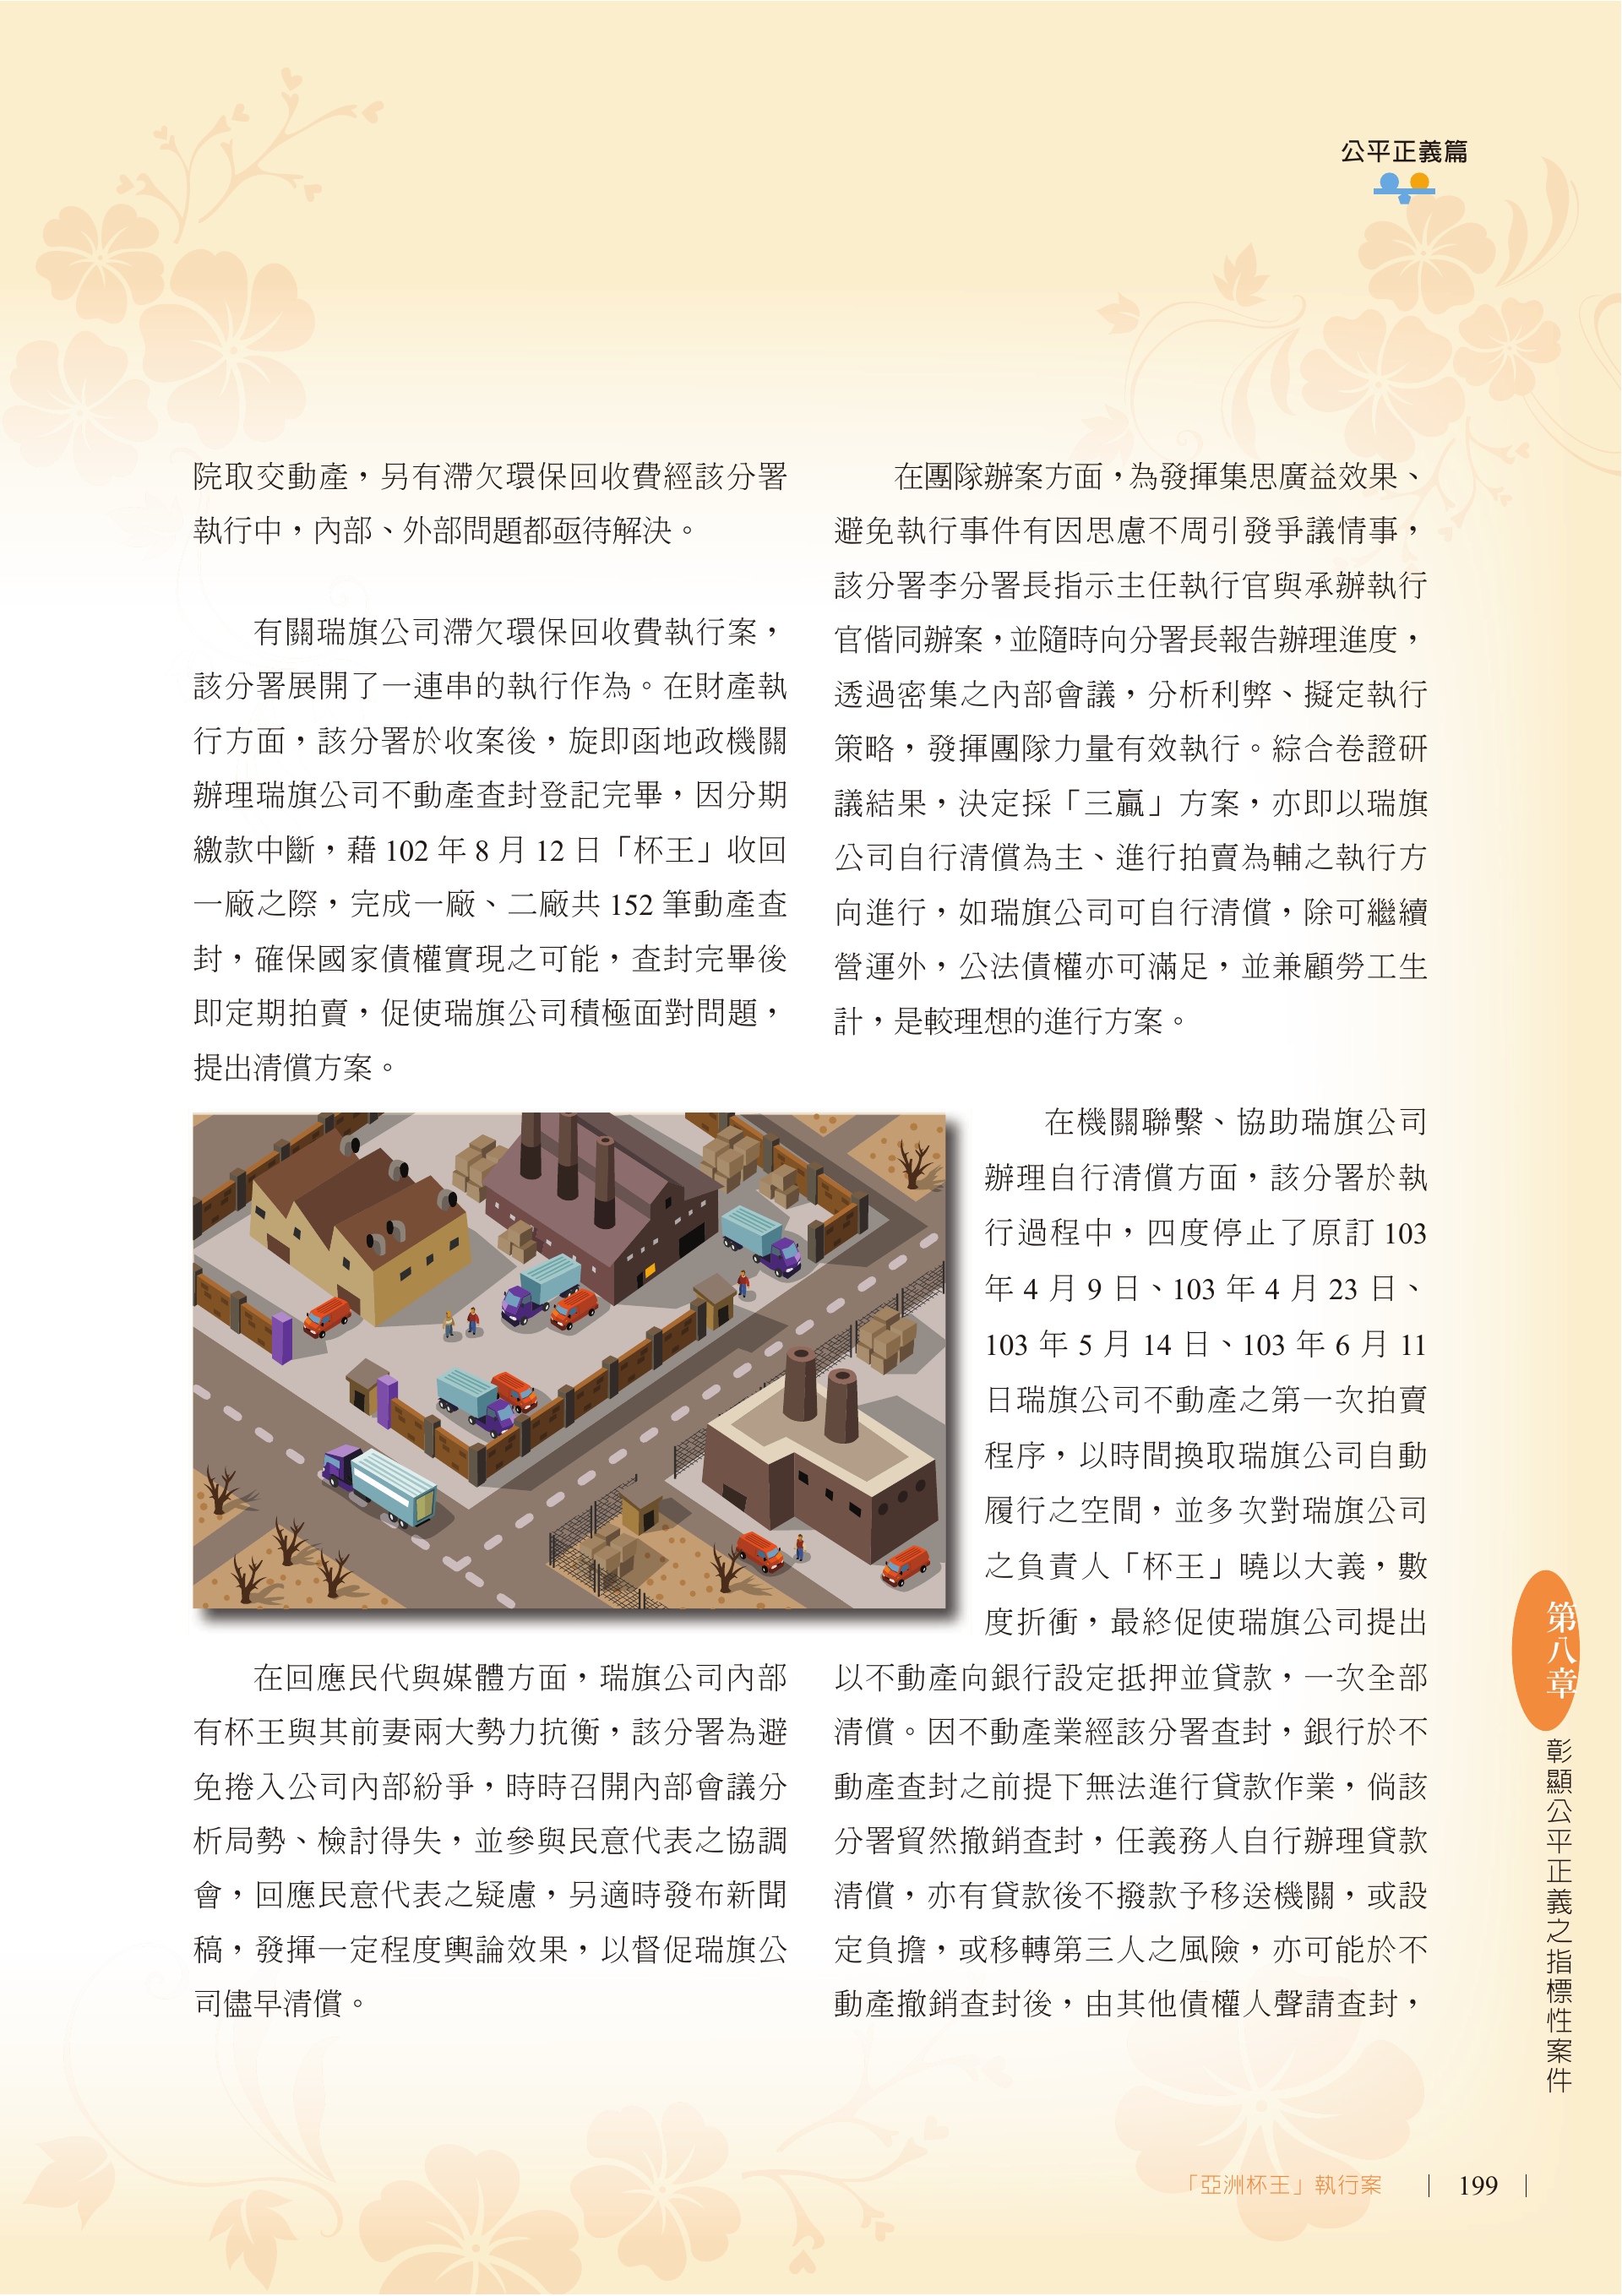 公平正義篇
院取交動產，另有滯欠環保回收費經該分署
執行中，內部、外部問題都亟待解決。
有關瑞旗公司滯欠環保回收費執行案，
該分署展開了一連串的執行作為。在財產執
行方面，該分署於收案後，旋即函地政機關
辦理瑞旗公司不動產查封登記完畢，因分期
繳款中斷，藉 102 年 8 月 12 日「杯王」收回
一廠之際，完成一廠、二廠共 152 筆動產查
封，確保國家債權實現之可能，查封完畢後
即定期拍賣，促使瑞旗公司積極面對問題，
提出清償方案。
在回應民代與媒體方面，瑞旗公司內部
有杯王與其前妻兩大勢力抗衡，該分署為避
免捲入公司內部紛爭，時時召開內部會議分
析局勢、檢討得失，並參與民意代表之協調
會，回應民意代表之疑慮，另適時發布新聞
稿，發揮一定程度輿論效果，以督促瑞旗公
司儘早清償。
在團隊辦案方面，為發揮集思廣益效果、
避免執行事件有因思慮不周引發爭議情事，
該分署李分署長指示主任執行官與承辦執行
官偕同辦案，並隨時向分署長報告辦理進度，
透過密集之內部會議，分析利弊、擬定執行
策略，發揮團隊力量有效執行。綜合卷證研
議結果，決定採「三贏」方案，亦即以瑞旗
公司自行清償為主、進行拍賣為輔之執行方
向進行，如瑞旗公司可自行清償，除可繼續
營運外，公法債權亦可滿足，並兼顧勞工生
計，是較理想的進行方案。
在機關聯繫、協助瑞旗公司
辦理自行清償方面，該分署於執
行過程中，四度停止了原訂 103
年 4 月 9 日、103 年 4 月 23 日、
103 年 5 月 14 日、103 年 6 月 11
日瑞旗公司不動產之第一次拍賣
程序，以時間換取瑞旗公司自動
履行之空間，並多次對瑞旗公司
之負責人「杯王」曉以大義，數
度折衝，最終促使瑞旗公司提出
以不動產向銀行設定抵押並貸款，一次全部
清償。因不動產業經該分署查封，銀行於不
動產查封之前提下無法進行貸款作業，倘該
分署貿然撤銷查封，任義務人自行辦理貸款
清償，亦有貸款後不撥款予移送機關，或設
定負擔，或移轉第三人之風險，亦可能於不
動產撤銷查封後，由其他債權人聲請查封，
第八章
彰顯公平正義之指標性案件
「亞洲杯王」執行案 | 199 |